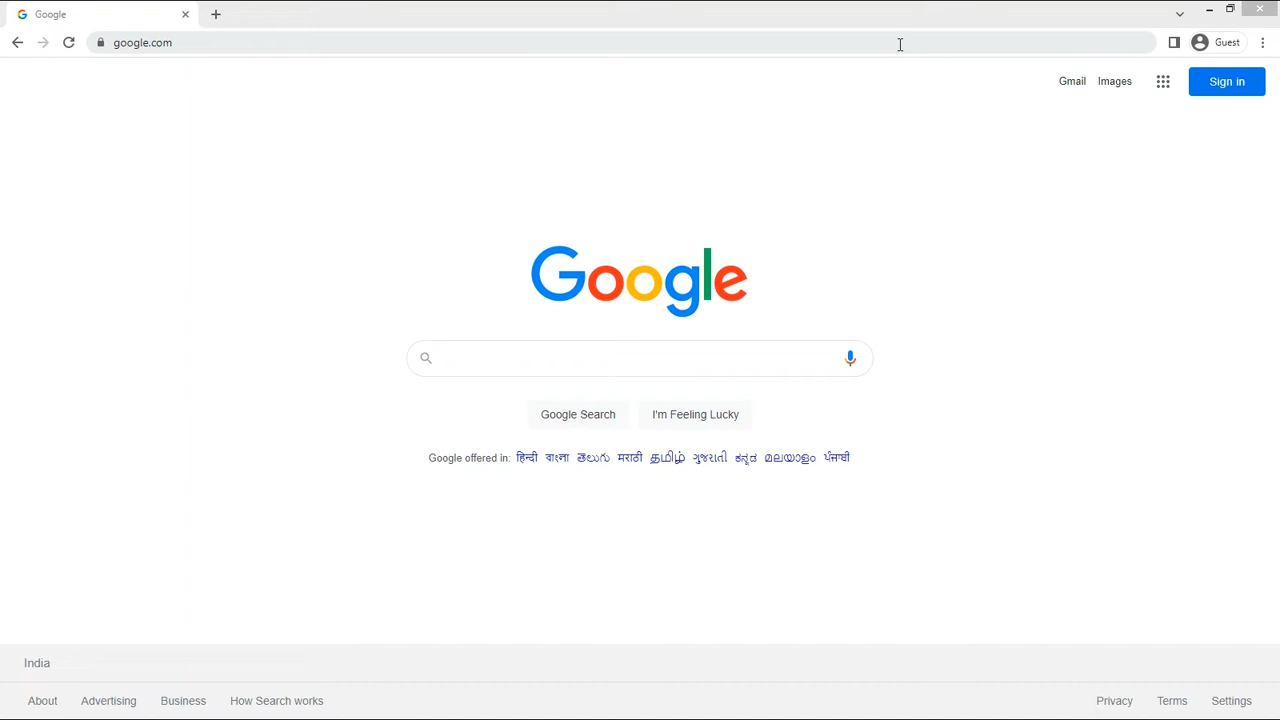 Google
google.com
Guest
Gmail Images Sign in
Google
Google Search I'm Feeling Lucky
Google offered in: हिन्दी বাংলা తెలుగు मराठी தமிழ் ગુજરાતી ಕನ್ನಡ മലയാളം ਪੰਜਾਬੀ
India
About Advertising Business How Search works Privacy Terms Settings